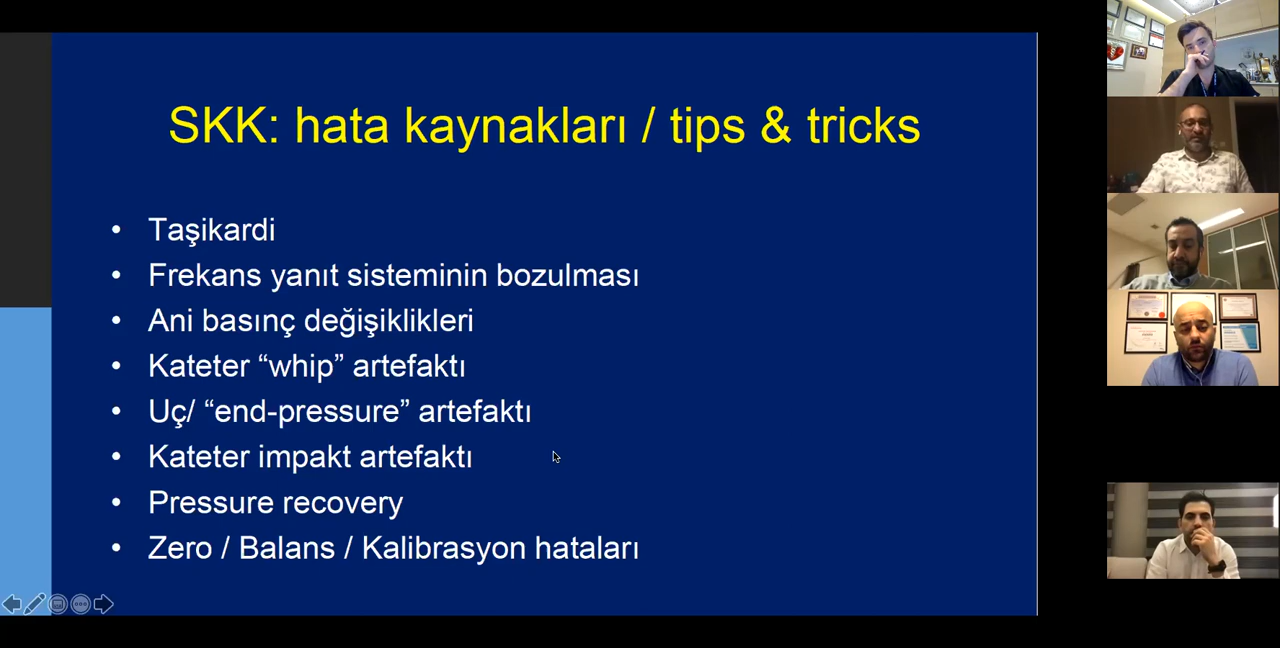 SKK: hata kaynakları / tips & tricks
• Taşikardi
• Frekans yanıt sisteminin bozulması
• Ani basınç değişiklikleri
• Kateter “whip” artefaktı
• Uç/ “end-pressure” artefaktı
• Kateter impakt artefaktı
• Pressure recovery
• Zero / Balans / Kalibrasyon hataları